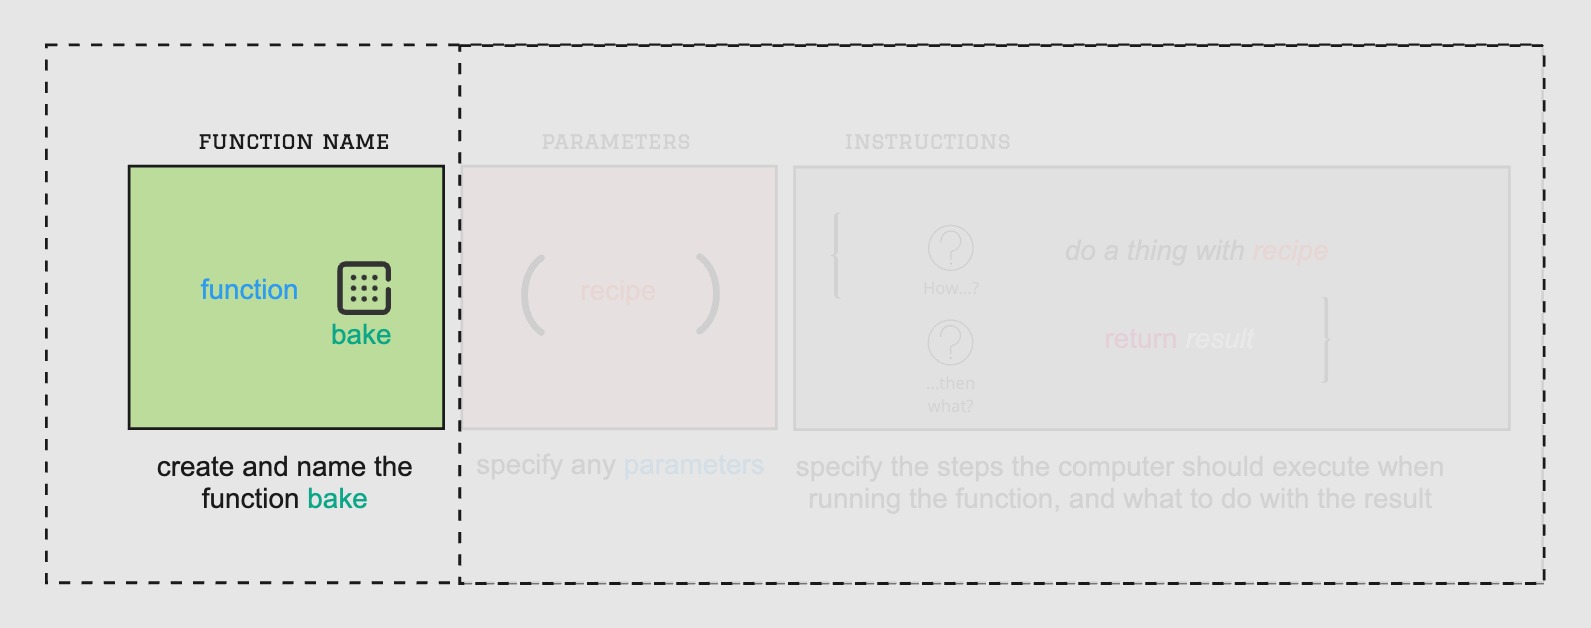 FUNCTION NAME
function
bake
create and name the
function bake
PARAMETERS
( recipe )
specify any parameters
INSTRUCTIONS
{
How...?
do a thing with recipe
...then
what?
return result
}
specify the steps the computer should execute when
running the function, and what to do with the result